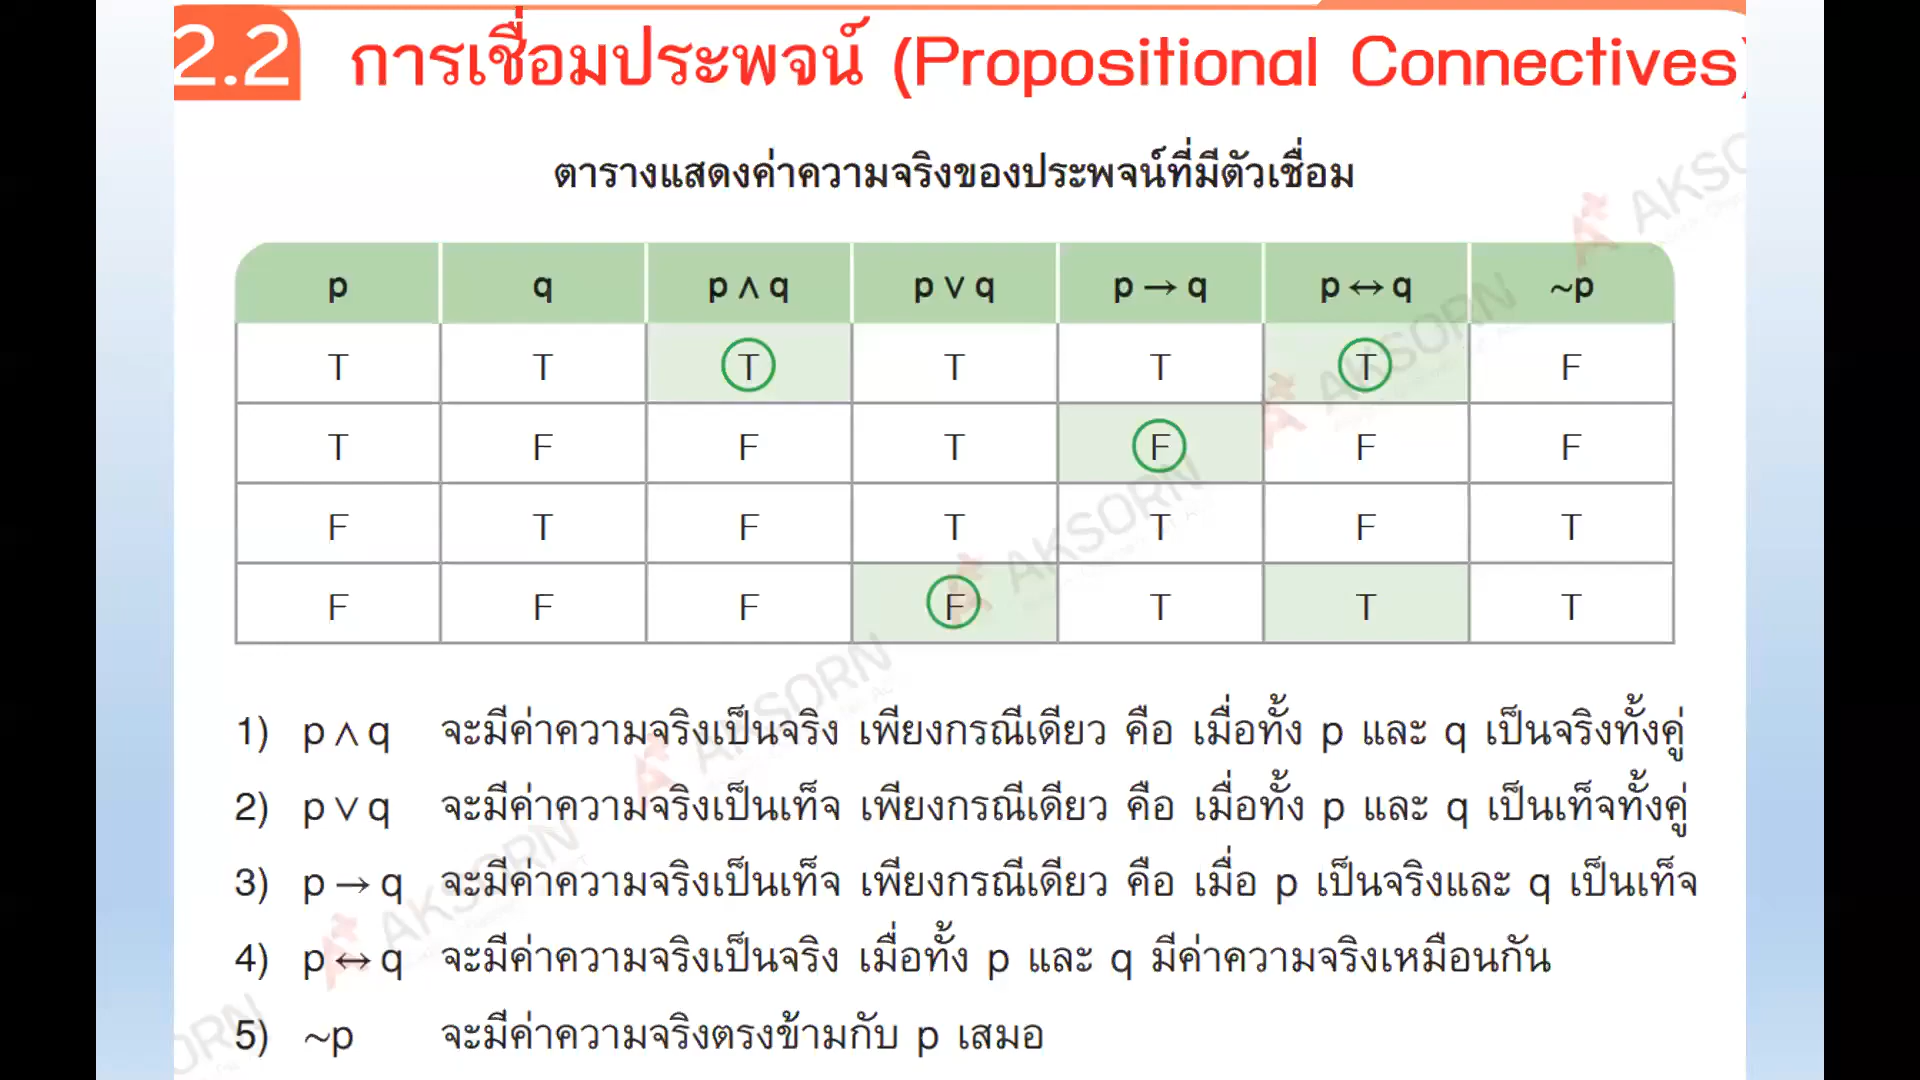 2.2 การเชื่อมประพจน์ (Propositional Connectives)
ตารางแสดงค่าความจริงของประพจน์ที่มีตัวเชื่อม
p q p ∧ q p ∨ q p → q p ↔ q ~p
T T T T T T F
T F F T F F F
F T F T T F T
F F F F T T T
1) p ∧ q จะมีค่าความจริงเป็นจริง เพียงกรณีเดียว คือ เมื่อทั้ง p และ q เป็นจริงทั้งคู่
2) p ∨ q จะมีค่าความจริงเป็นเท็จ เพียงกรณีเดียว คือ เมื่อทั้ง p และ q เป็นเท็จทั้งคู่
3) p → q จะมีค่าความจริงเป็นเท็จ เพียงกรณีเดียว คือ เมื่อ p เป็นจริงและ q เป็นเท็จ
4) p ↔ q จะมีค่าความจริงเป็นจริง เมื่อทั้ง p และ q มีค่าความจริงเหมือนกัน
5) ~p จะมีค่าความจริงตรงข้ามกับ p เสมอ
AKSORN
AKSORN
AKSORN
AKSORN